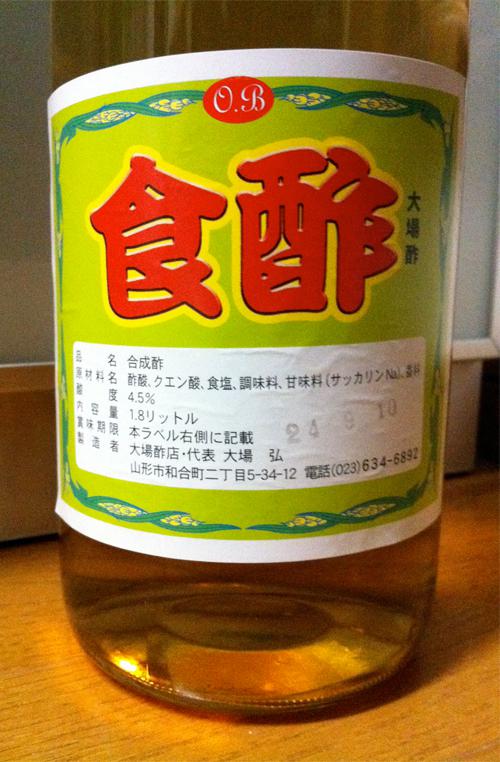 O.B
食酢
大場酢
品名 合成酢
原材料名 酢酸、クエン酸、食塩、調味料、甘味料(サッカリンNa)、香料
酸度 4.5%
内容量 1.8リットル
賞味期限 本ラベル右側に記載
24 9 10
製造者 大場酢店・代表 大場 弘
山形市和合町二丁目5-34-12 電話(023)634-6892